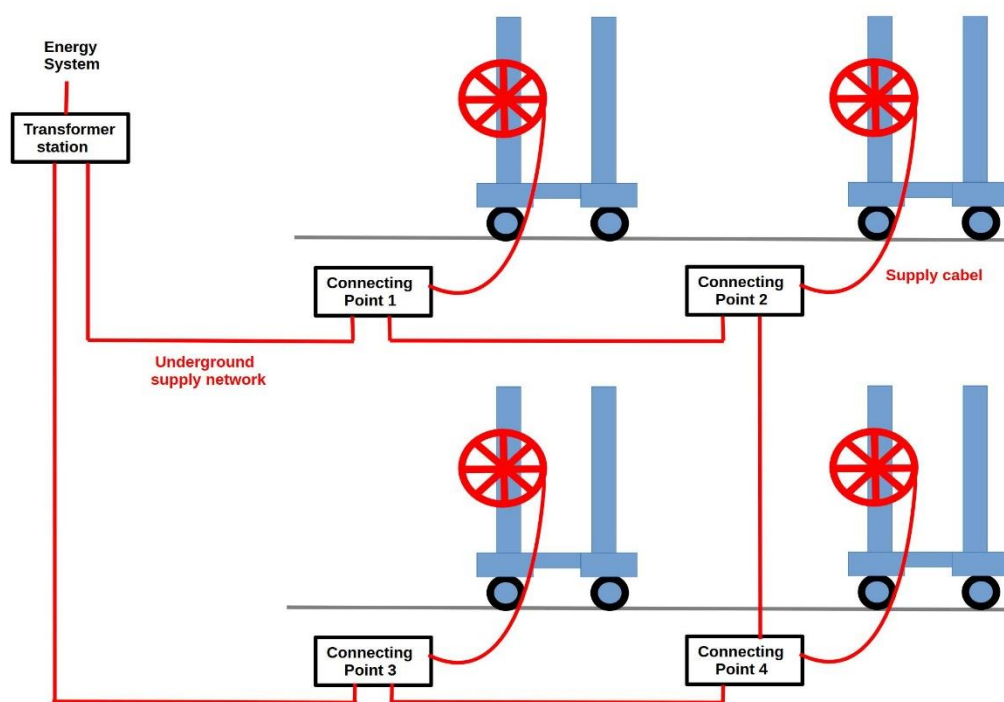 Energy
System
Transformer
station
Connecting
Point 1
Connecting
Point 2
Supply cabel
Underground
supply network
Connecting
Point 3
Connecting
Point 4